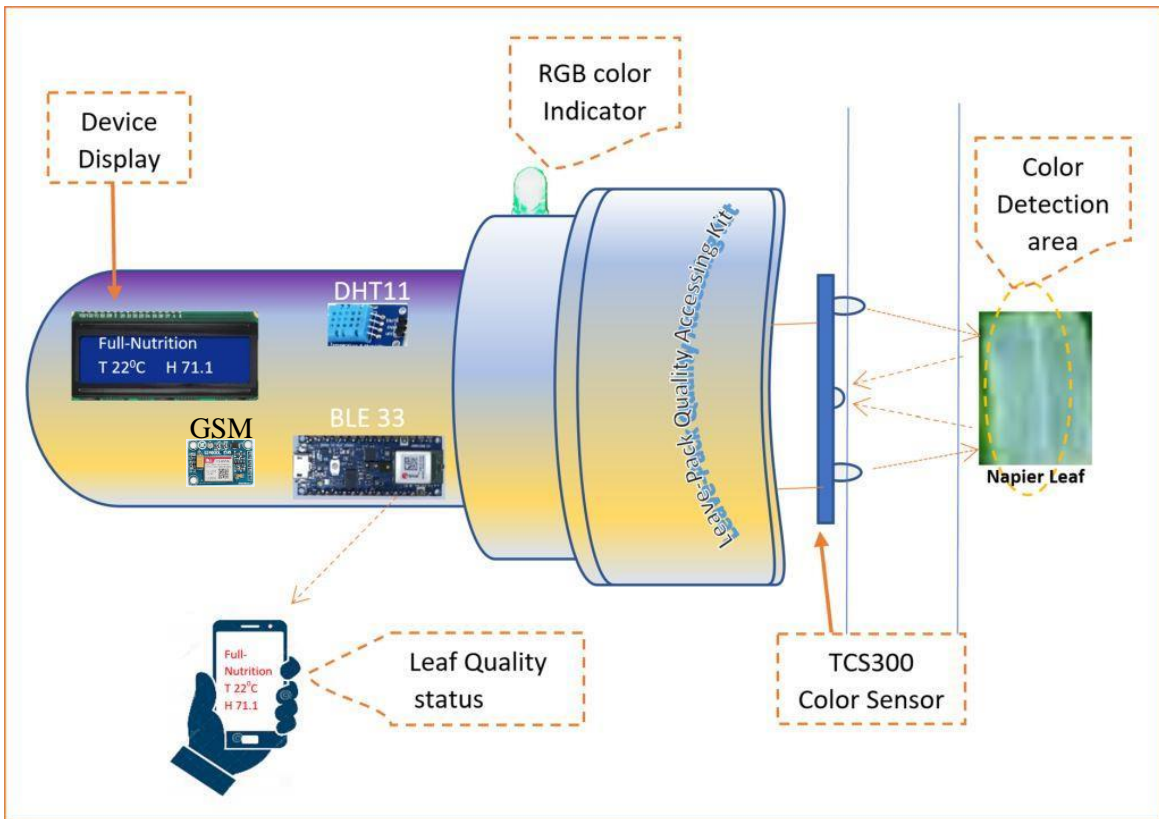 RGB color
Indicator
Device
Display
Color
Detection
area
DHT11
Full-Nutrition
T 22⁰C H 71.1
GSM
BLE 33
Leave-Pack Quality Accessing Kitt
Napier Leaf
Full-
Nutrition
T 22⁰C
H 71.1
Leaf Quality
status
TCS300
Color Sensor